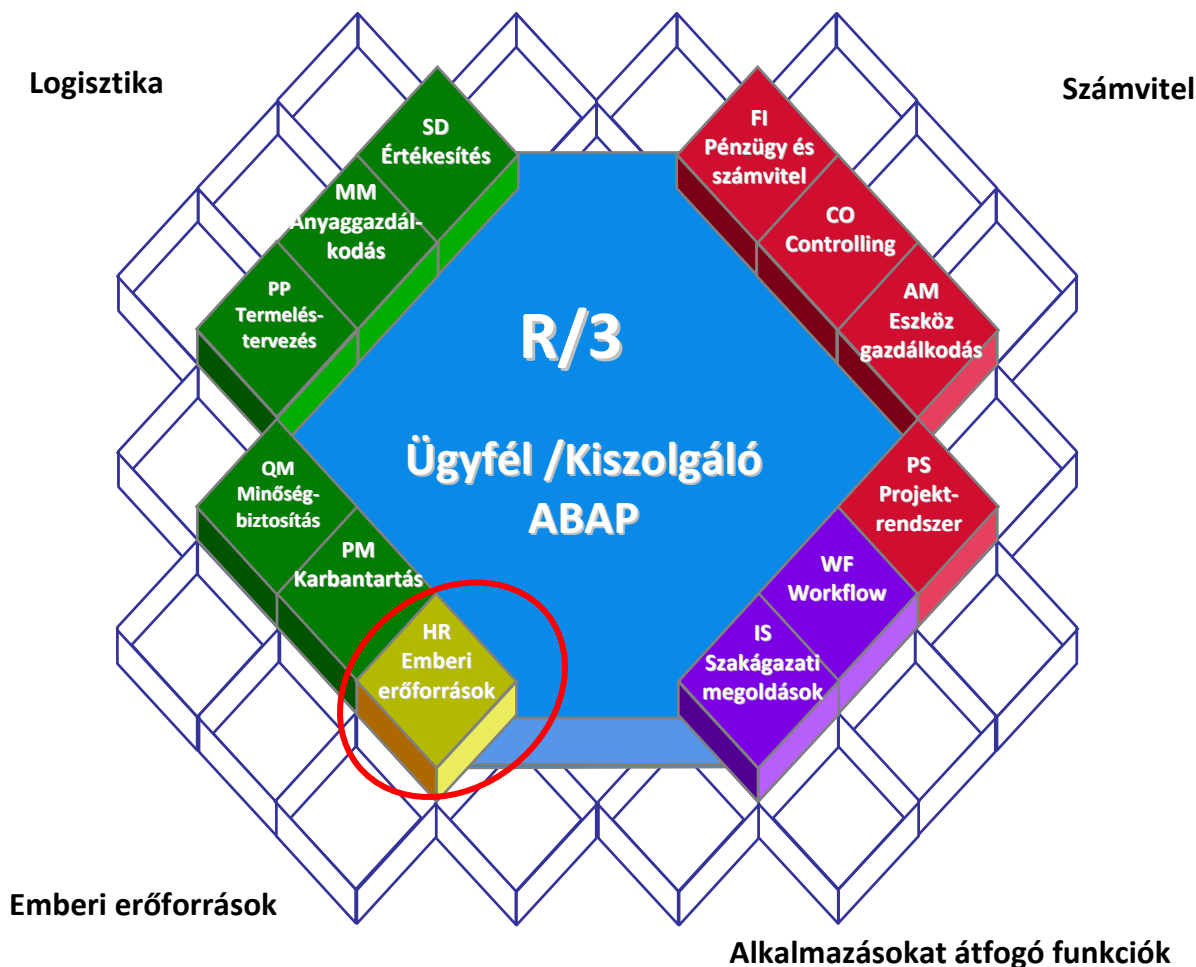 Logisztika
Számvitel
SD
Értékesítés
MM
Anyaggazdál-
kodás
PP
Termelés-
tervezés
QM
Minőség-
biztosítás
PM
Karbantartás
HR
Emberi
erőforrások
R/3
Ügyfél /Kiszolgáló
ABAP
FI
Pénzügy és
számvitel
CO
Controlling
AM
Eszköz
gazdálkodás
PS
Projekt-
rendszer
WF
Workflow
IS
Szakágazati
megoldások
Emberi erőforrások
Alkalmazásokat átfogó funkciók